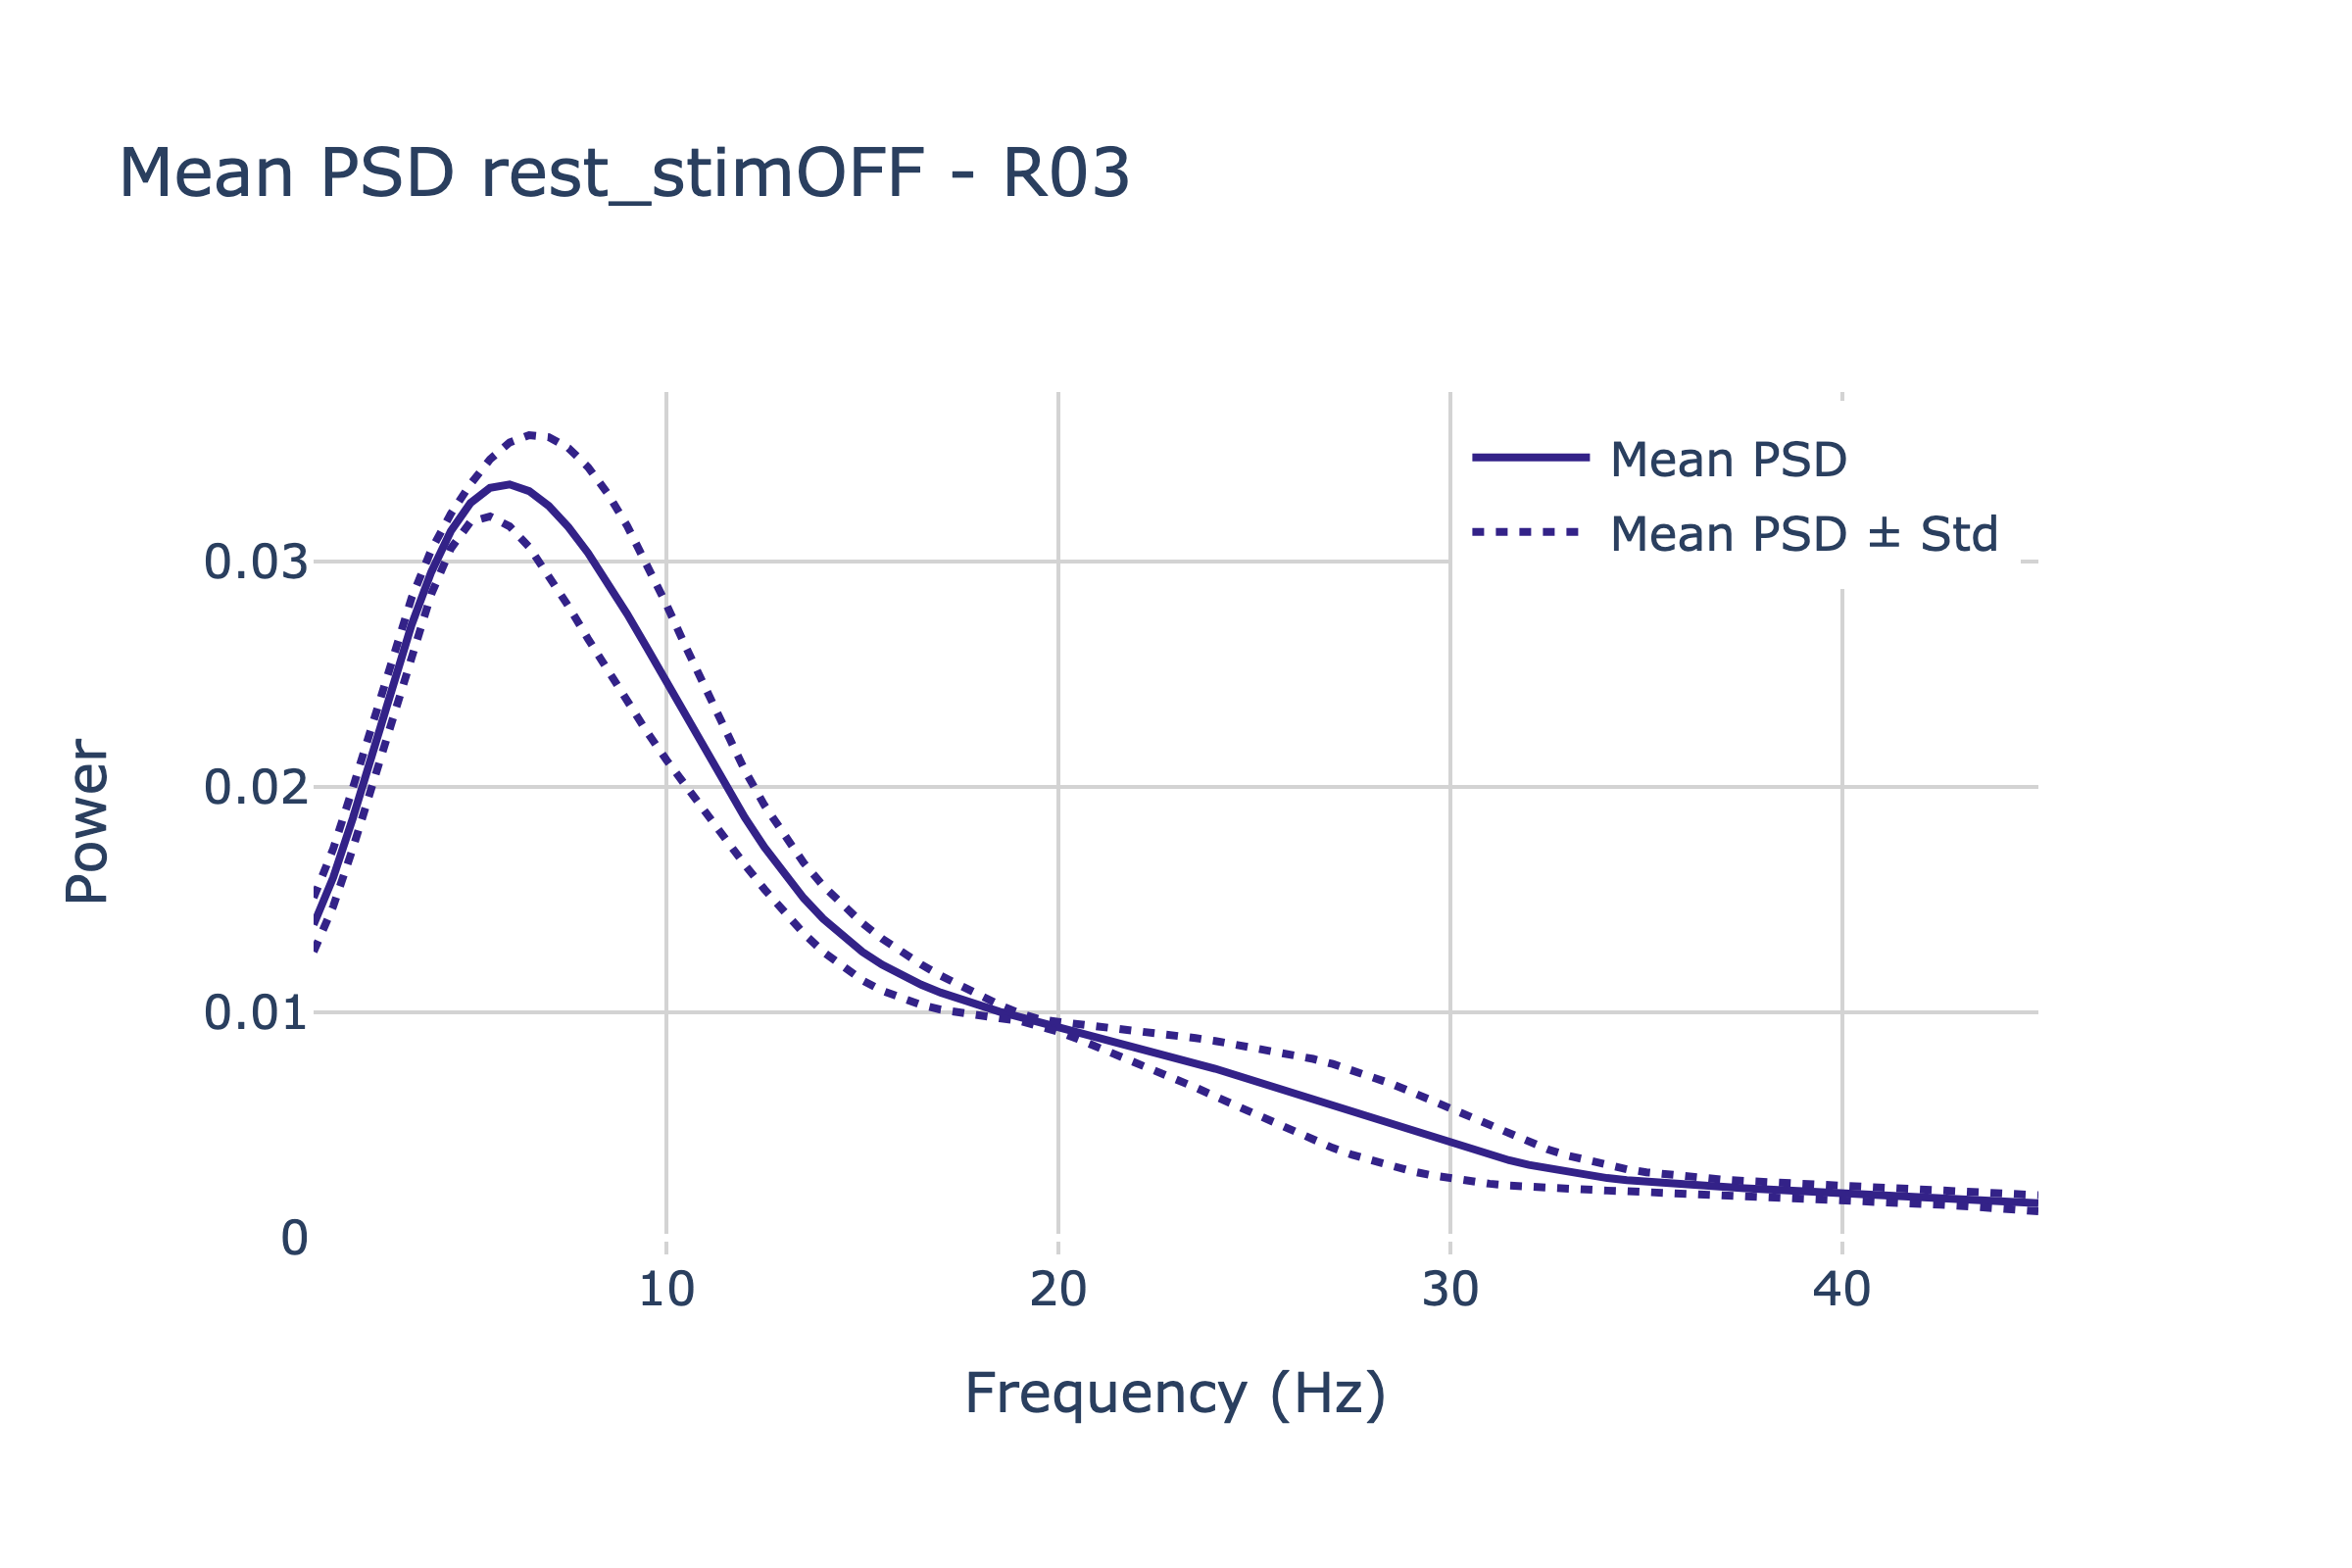 Mean PSD rest_stimOFF - R03
Mean PSD
Mean PSD ± Std
0.03
0.02
0.01
0
Power
10
20
30
40
Frequency (Hz)